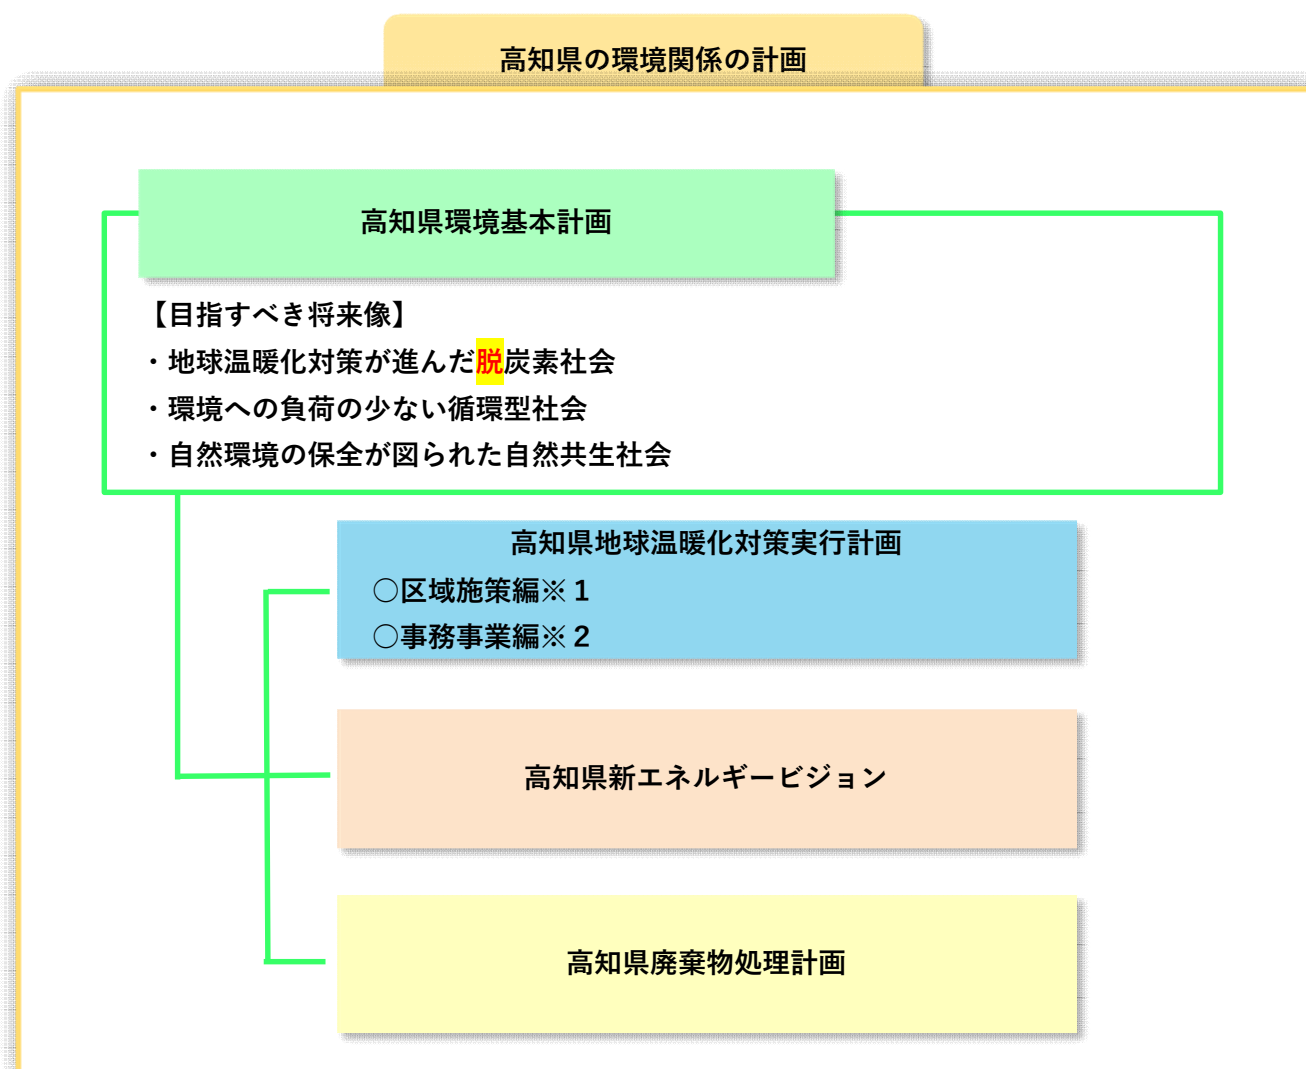 高知県の環境関係の計画
高知県環境基本計画
【目指すべき将来像】
・地球温暖化対策が進んだ脱炭素社会
・環境への負荷の少ない循環型社会
・自然環境の保全が図られた自然共生社会
高知県地球温暖化対策実行計画
○区域施策編※１
○事務事業編※２
高知県新エネルギービジョン
高知県廃棄物処理計画